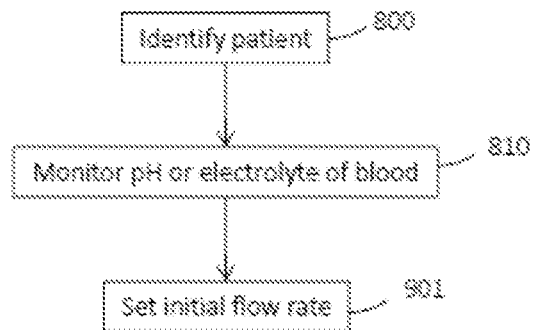 Identify patient
800
Monitor pH or electrolyte of blood
810
Set initial flow rate
901